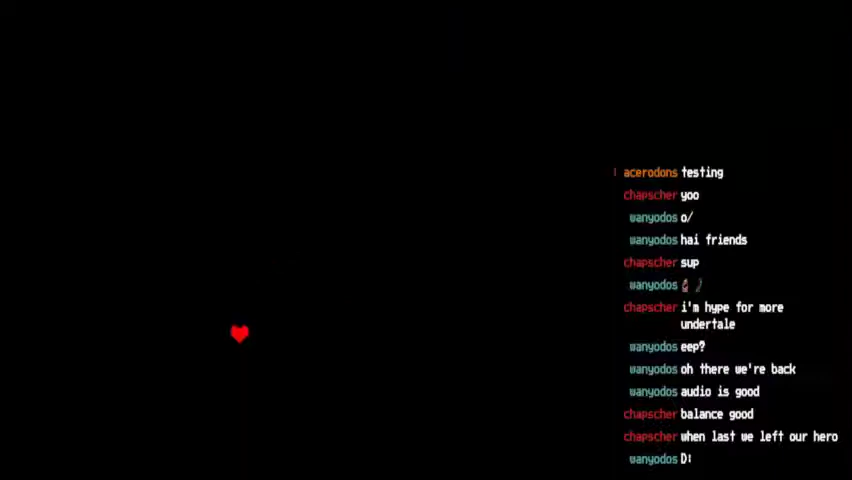 acerodons testing
chapscher yoo
wanyodos o/
wanyodos hai friends
chapscher sup
wanyodos
chapscher i'm hype for more
undertale
wanyodos eep?
wanyodos oh there we're back
wanyodos audio is good
chapscher balance good
chapscher when last we left our hero
wanyodos D: